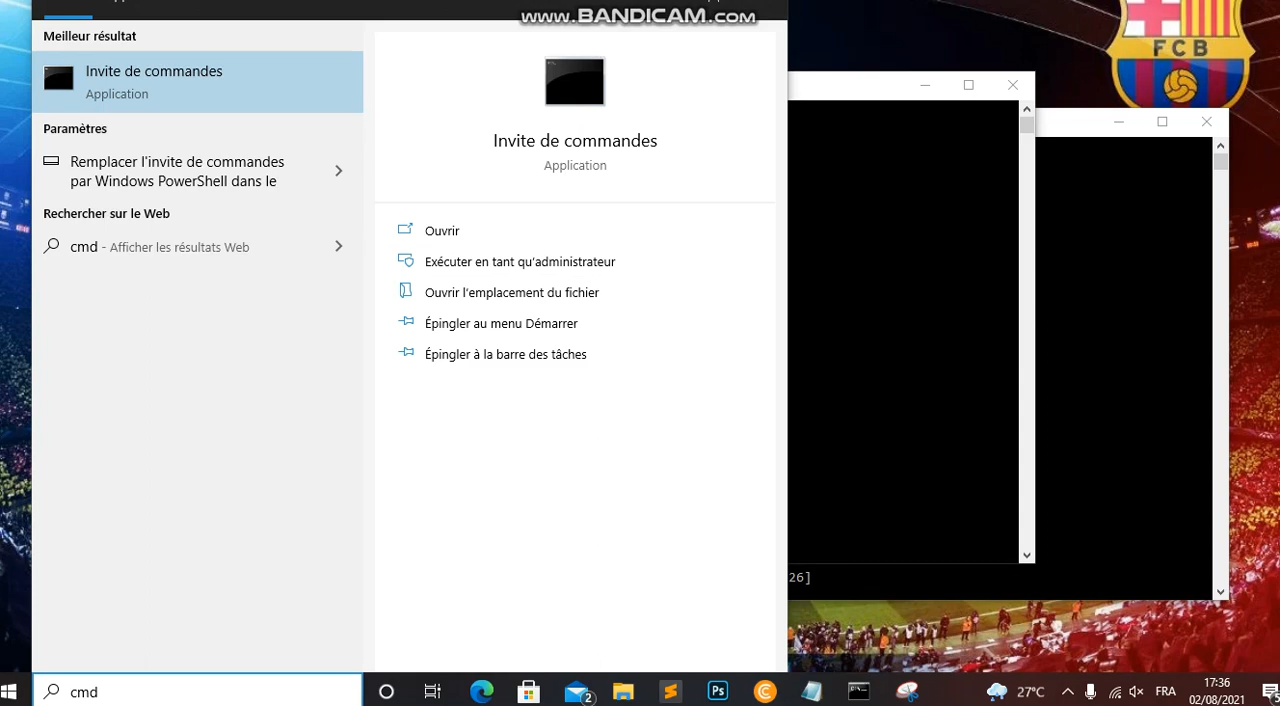 www.BANDICAM.com
Meilleur résultat
Invite de commandes
Application
Paramètres
Remplacer l'invite de commandes
par Windows PowerShell dans le
Rechercher sur le Web
cmd - Afficher les résultats Web
Invite de commandes
Application
Ouvrir
Exécuter en tant qu'administrateur
Ouvrir l'emplacement du fichier
Épingler au menu Démarrer
Épingler à la barre des tâches
FCB
26]
cmd
2
Ps
27°C
FRA
17:36
02/08/2021